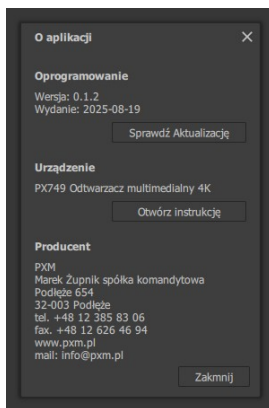 O aplikacji
Oprogramowanie
Wersja: 0.1.2
Wydanie: 2025-08-19
Sprawdź Aktualizację
Urządzenie
PX749 Odtwarzacz multimedialny 4K
Otwórz instrukcję
Producent
PXM
Marek Żupnik spółka komandytowa
Podłęże 654
32-003 Podłęże
tel. +48 12 385 83 06
fax. +48 12 626 46 94
www.pxm.pl
mail: info@pxm.pl
Zakmnij